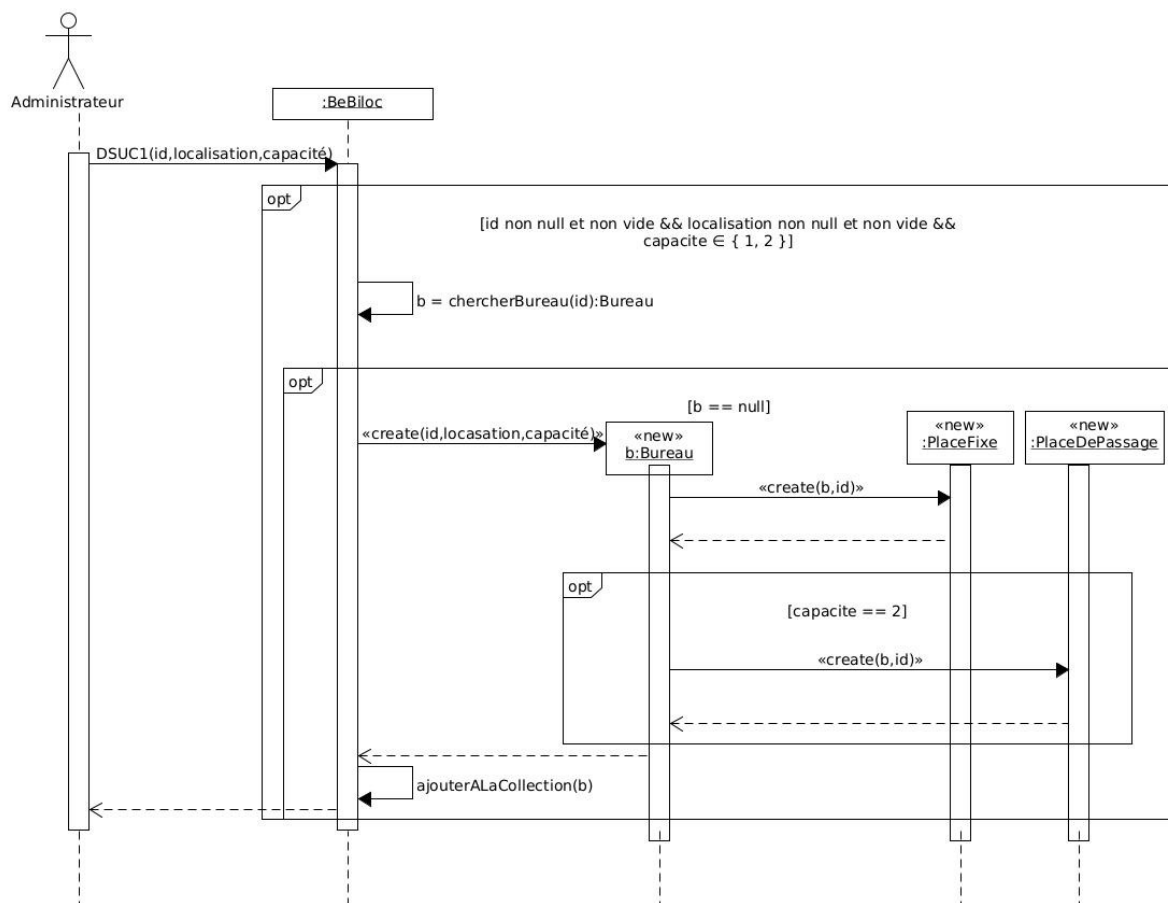 Administrateur
:BeBiloc
DSUC1(id,localisation,capacité)
opt
[id non null et non vide && localisation non null et non vide &&
capacite ∈ { 1, 2 }]
b = chercherBureau(id):Bureau
opt
[b == null]
«create(id,locasation,capacité)»
«new»
b:Bureau
«new»
:PlaceFixe
«new»
:PlaceDePassage
«create(b,id)»
opt
[capacite == 2]
«create(b,id)»
ajouterALaCollection(b)